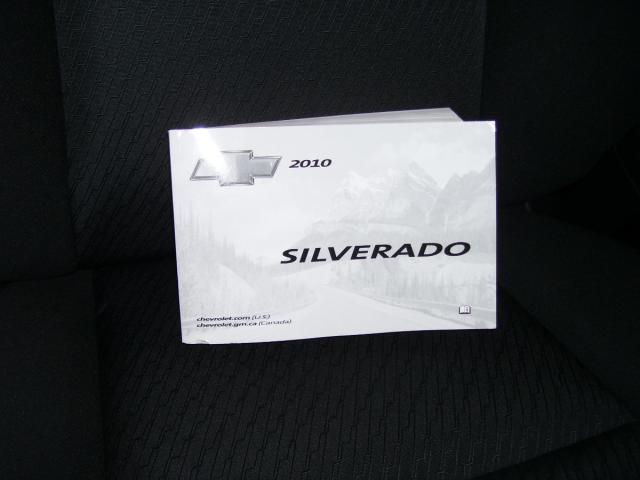 2010
SILVERADO
chevrolet.com (U.S.)
chevrolet.gm.ca (Canada)